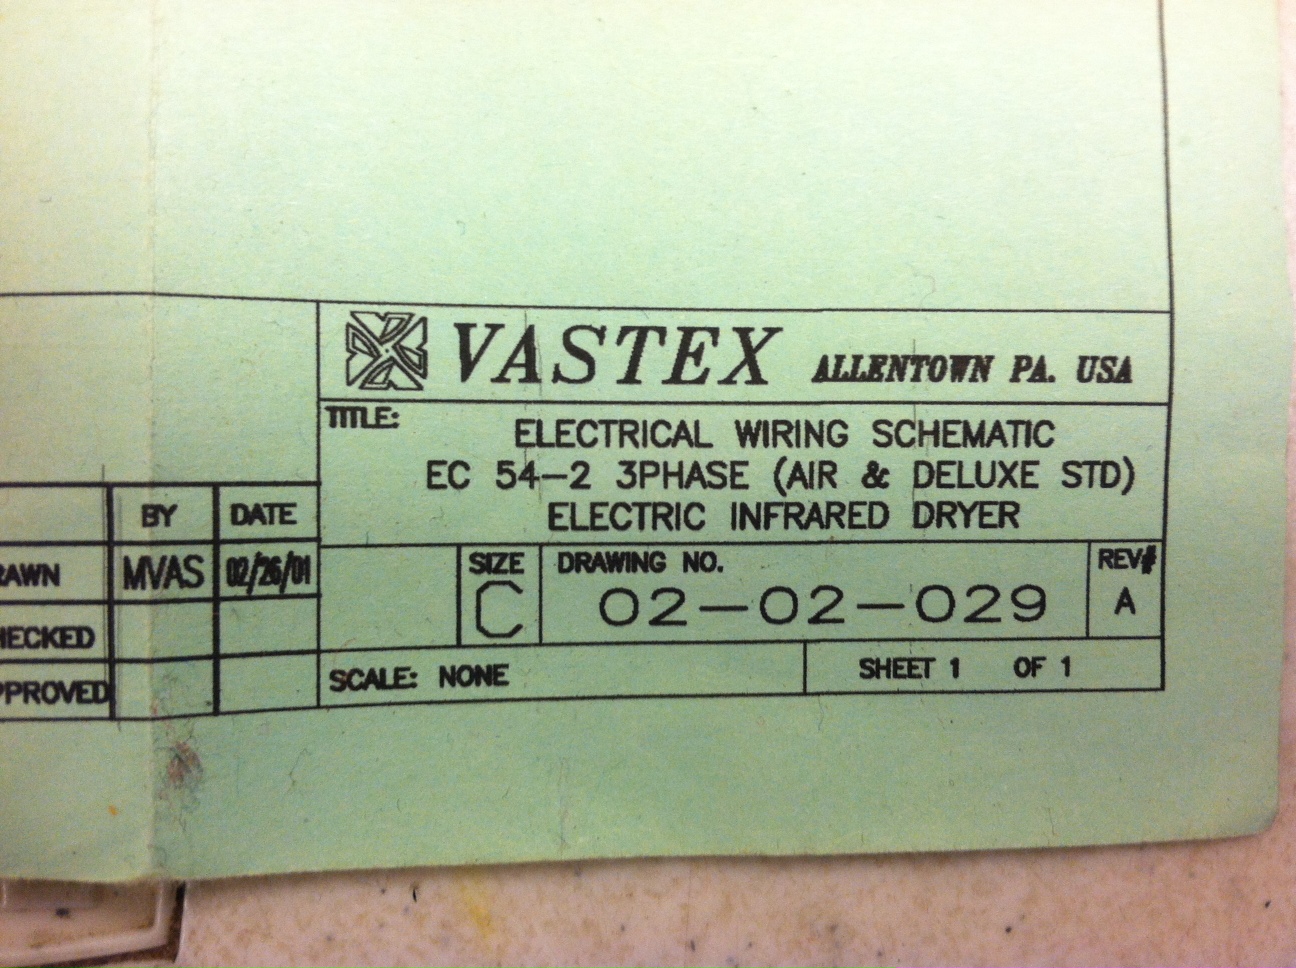 VASTEX ALLENTOWN PA. USA
TITLE:
ELECTRICAL WIRING SCHEMATIC
EC 54-2 3PHASE (AIR & DELUXE STD)
ELECTRIC INFRARED DRYER
BY DATE
RAWN MVAS 02/26/01
HECKED
PPROVED
SIZE DRAWING NO. REV#
C 02-02-029 A
SCALE: NONE SHEET 1 OF 1